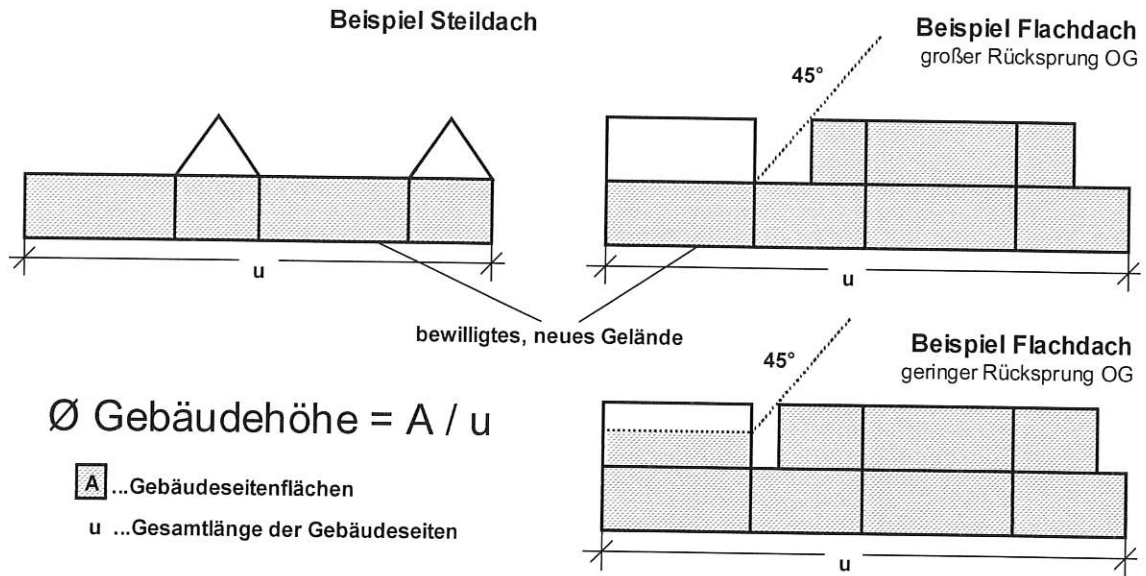 Beispiel Steildach
Beispiel Flachdach
großer Rücksprung OG
45°
u
u
bewilligtes, neues Gelände
Beispiel Flachdach
geringer Rücksprung OG
45°
Ø Gebäudehöhe = A / u
A ...Gebäudeseitenflächen
u ...Gesamtlänge der Gebäudeseiten
u